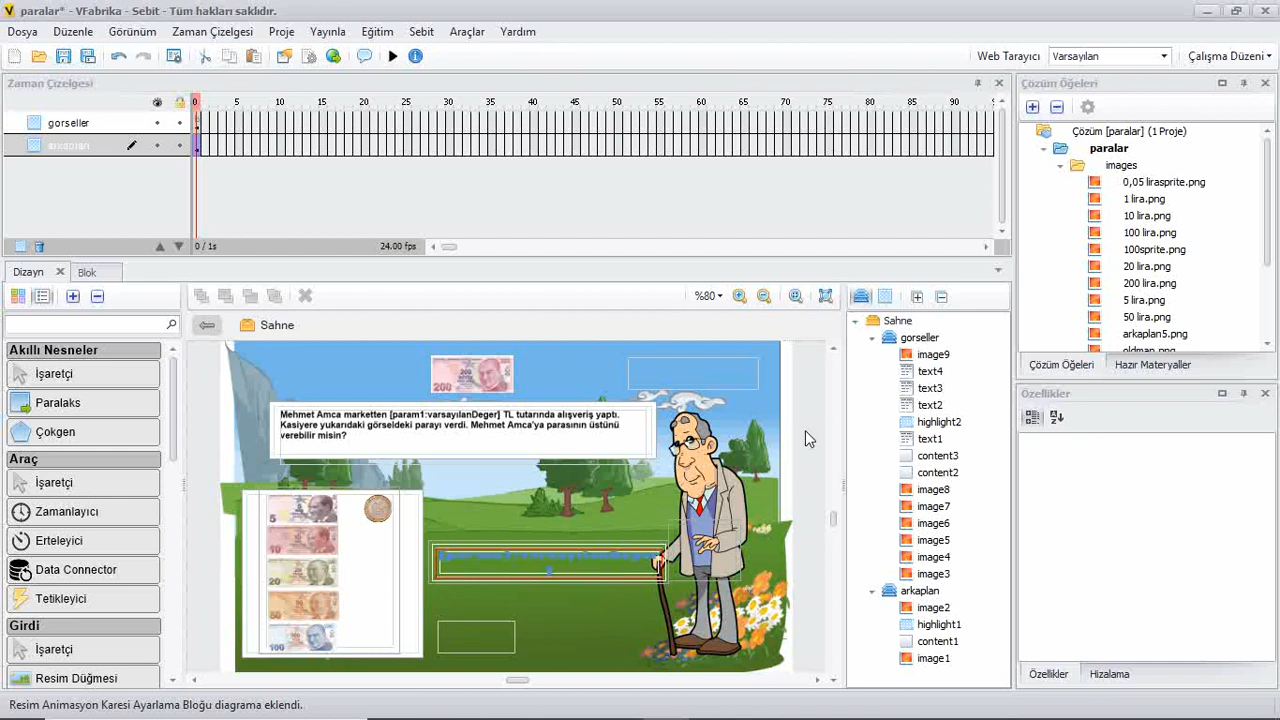 paralar* - VFabrika - Sebit - Tüm hakları saklıdır.
Dosya Düzenle Görünüm Zaman Çizelgesi Proje Yayınla Eğitim Sebit Araçlar Yardım
Web Tarayıcı Varsayılan Çalışma Düzeni
Zaman Çizelgesi
0 5 10 15 20 25 30 35 40 45 50 55 60 65 70 75 80 85 90
gorseller
arkaplan
0 / 1s 24.00 fps
Dizayn Blok
%80
Sahne
Akıllı Nesneler
İşaretçi
Paralaks
Çokgen
Araç
İşaretçi
Zamanlayıcı
Erteleyici
Data Connector
Tetikleyici
Girdi
İşaretçi
Resim Düğmesi
200
Mehmet Amca marketten [param1:varsayılanDeger] TL tutarında alışveriş yaptı.
Kasiyere yukarıdaki görseldeki parayı verdi. Mehmet Amca'ya parasının üstünü
verebilir misin?
5
10
20
50
100
Sahne
gorseller
image9
text4
text3
text2
highlight2
text1
content3
content2
image8
image7
image6
image5
image4
image3
arkaplan
image2
highlight1
content1
image1
Çözüm Öğeleri
Çözüm [paralar] (1 Proje)
paralar
images
0,05 lirasprite.png
1 lira.png
10 lira.png
100 lira.png
100sprite.png
20 lira.png
200 lira.png
5 lira.png
50 lira.png
arkaplan5.png
oldman.png
Çözüm Öğeleri Hazır Materyaller
Özellikler
Özellikler Hizalama
Resim Animasyon Karesi Ayarlama Bloğu diagrama eklendi.